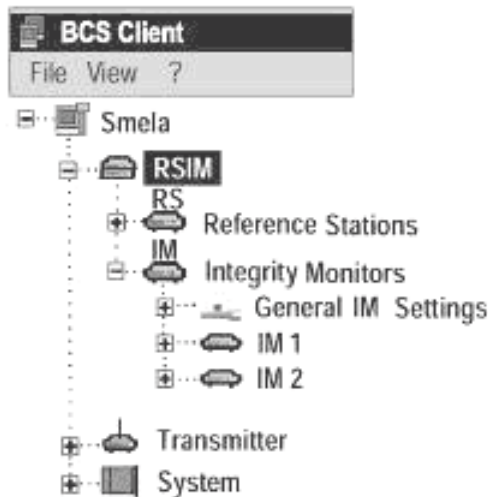 BCS Client
File View ?
Smela
RSIM
RS
Reference Stations
IM
Integrity Monitors
General IM Settings
IM 1
IM 2
Transmitter
System